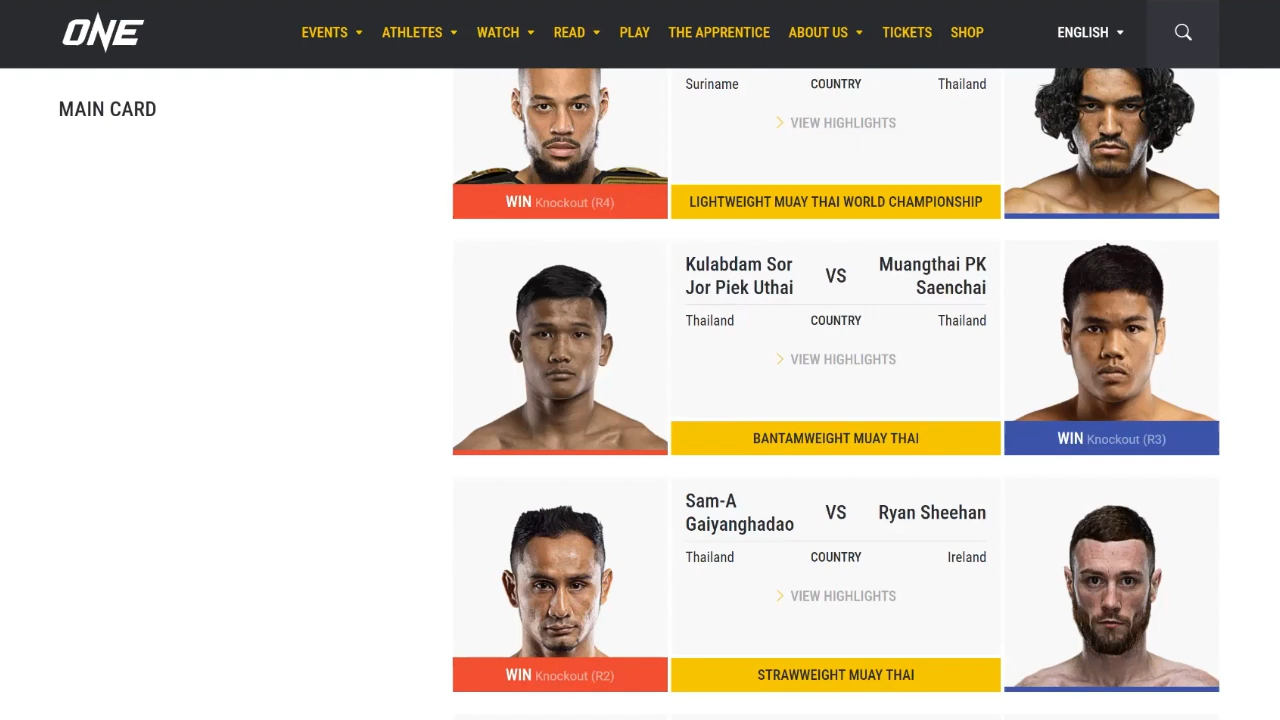 ONE
EVENTS
ATHLETES
WATCH
READ
PLAY
THE APPRENTICE
ABOUT US
TICKETS
SHOP
ENGLISH
MAIN CARD
Suriname COUNTRY Thailand
VIEW HIGHLIGHTS
WIN Knockout (R4)
LIGHTWEIGHT MUAY THAI WORLD CHAMPIONSHIP
Kulabdam Sor
Jor Piek Uthai
VS
Muangthai PK
Saenchai
Thailand COUNTRY Thailand
VIEW HIGHLIGHTS
BANTAMWEIGHT MUAY THAI
WIN Knockout (R3)
Sam-A
Gaiyanghadao
VS
Ryan Sheehan
Thailand COUNTRY Ireland
VIEW HIGHLIGHTS
WIN Knockout (R2)
STRAWWEIGHT MUAY THAI